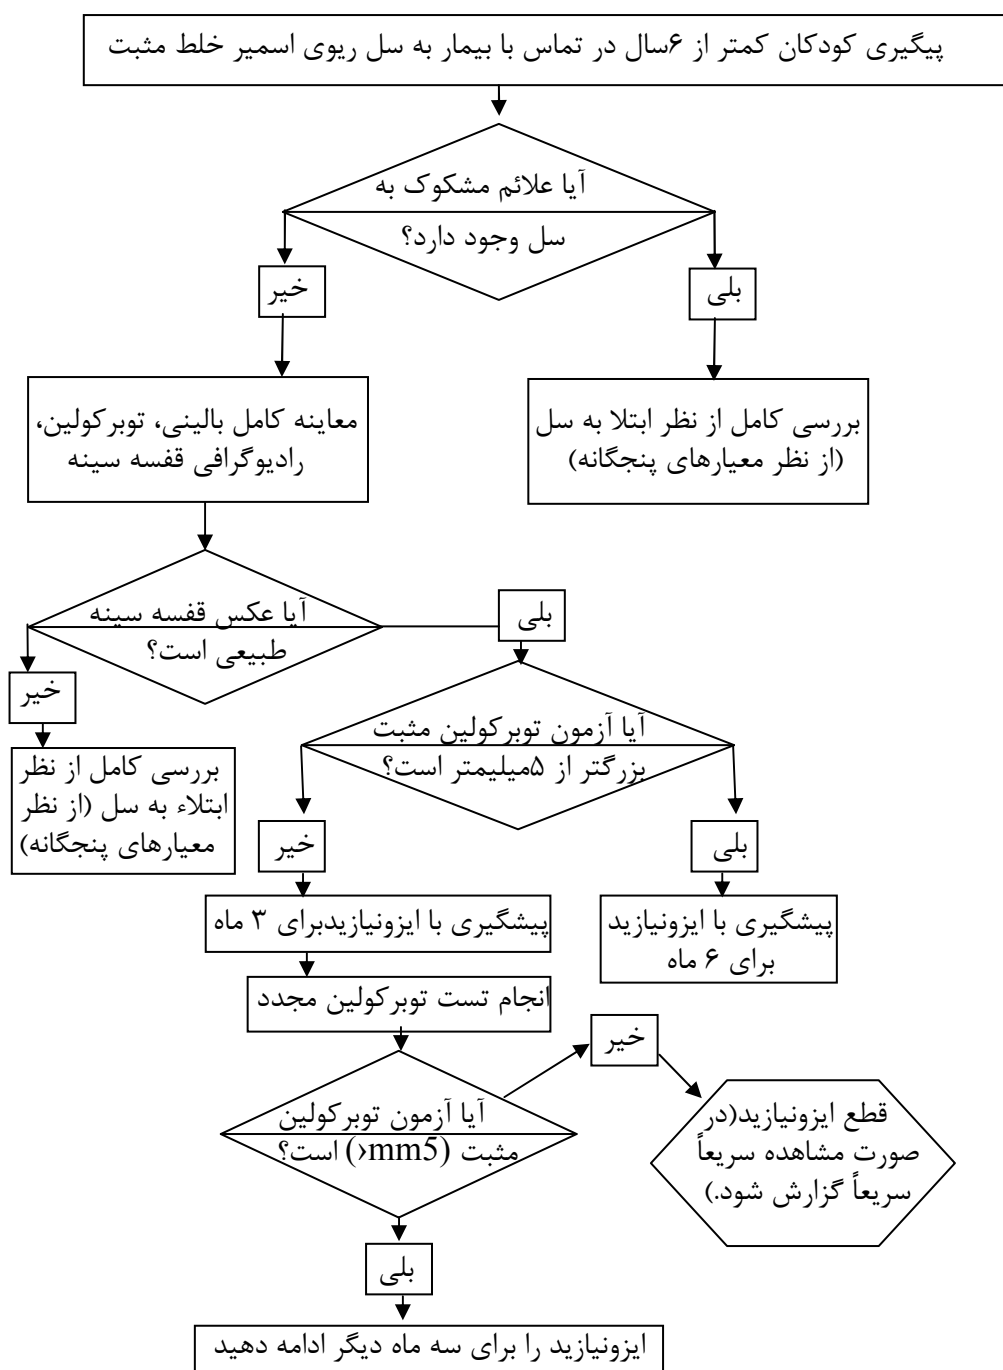 پیگیری کودکان کمتر از ۶سال در تماس با بیمار به سل ریوی اسمیر خلط مثبت
آیا علائم مشکوک به
سل وجود دارد؟
خیر
بلی
معاینه کامل بالینی، توبرکولین،
رادیوگرافی قفسه سینه
بررسی کامل از نظر ابتلا به سل
(از نظر معیارهای پنجگانه)
آیا عکس قفسه سینه
طبیعی است؟
بلی
خیر
بررسی کامل از نظر
ابتلاء به سل (از نظر
معیارهای پنجگانه)
آیا آزمون توبرکولین مثبت
بزرگتر از ۵میلیمتر است؟
خیر
بلی
پیشگیری با ایزونیازیدبرای ۳ ماه
پیشگیری با ایزونیازید
برای ۶ ماه
انجام تست توبرکولین مجدد
خیر
آیا آزمون توبرکولین
مثبت (›mm5) است؟
قطع ایزونیازید(در
صورت مشاهده سریعاً
سریعاً گزارش شود.)
بلی
ایزونیازید را برای سه ماه دیگر ادامه دهید